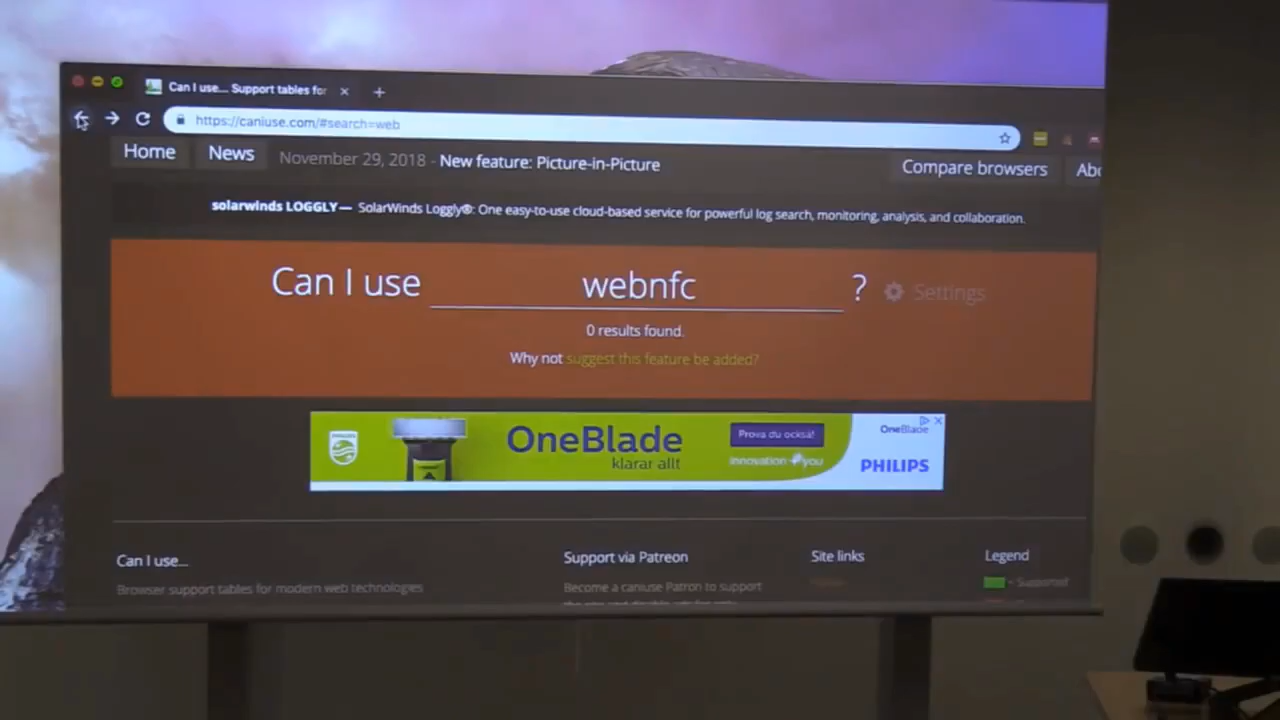 Can I use... Support tables for
https://caniuse.com/#search=web
Home News November 29, 2018 - New feature: Picture-in-Picture Compare browsers
solarwinds LOGGLY— SolarWinds Loggly®: One easy-to-use cloud-based service for powerful log search, monitoring, analysis, and collaboration.
Can I use webnfc ? Settings
0 results found.
Why not suggest this feature be added?
PHILIPS
OneBlade
klarar allt
Prova du också!
innovation you
OneBlade
PHILIPS
Can I use... Support via Patreon Site links Legend
Browser support tables for modern web technologies Become a caniuse Patron to support - Supported